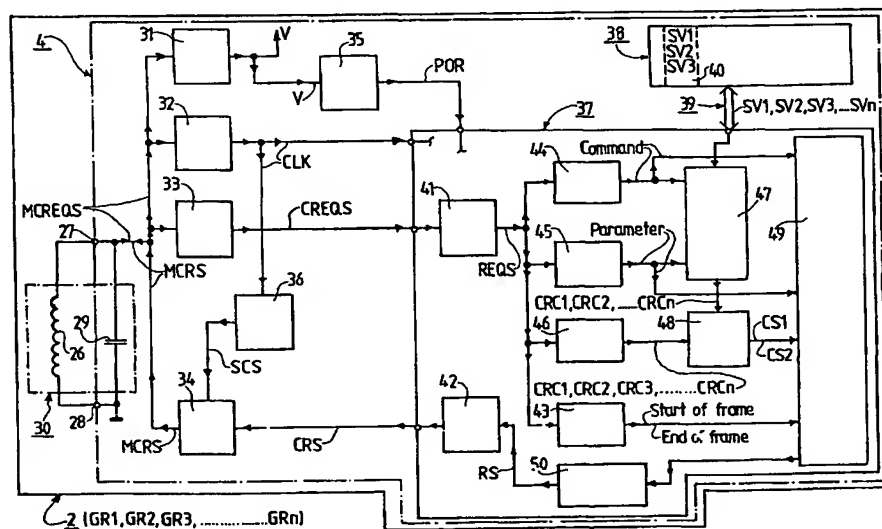 4
31
V
35
POR
V
38
SV1
SV2
SV3
40
39
SV1, SV2, SV3, ...SVn
37
32
CLK
44
Command
47
49
MCREQS
27
33
CREQS
41
REQS
45
Parameter
MCRS
36
CRC1, CRC2, ....CRCn
26
29
SCS
46
48
CS1
CS2
CRC1, CRC2, CRC3, ........CRCn
34
42
43
Start of frame
End of frame
30
28
MCRS
CRS
RS
50
2 (GR1, GR2, GR3, ..............GRn)